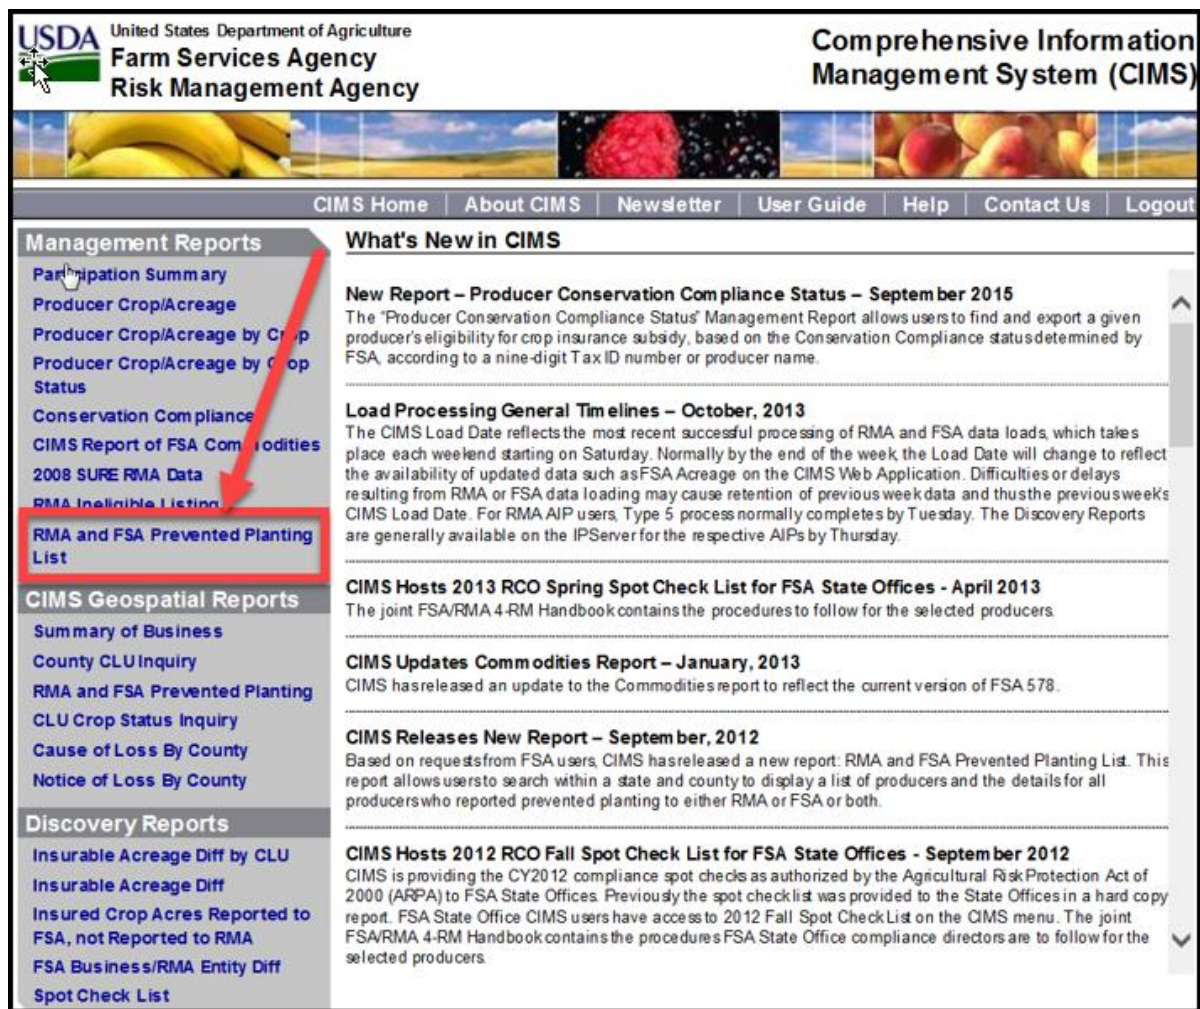 USDA
United States Department of Agriculture
Farm Services Agency
Risk Management Agency
Comprehensive Information
Management System (CIMS)
CIMS Home | About CIMS | Newsletter | User Guide | Help | Contact Us | Logout
Management Reports
Participation Summary
Producer Crop/Acreage
Producer Crop/Acreage by Crop
Producer Crop/Acreage by Crop
Status
Conservation Compliance
CIMS Report of FSA Commodities
2008 SURE RMA Data
RMA Ineligible Listing
RMA and FSA Prevented Planting
List
CIMS Geospatial Reports
Summary of Business
County CLU Inquiry
RMA and FSA Prevented Planting
CLU Crop Status Inquiry
Cause of Loss By County
Notice of Loss By County
Discovery Reports
Insurable Acreage Diff by CLU
Insurable Acreage Diff
Insured Crop Acres Reported to
FSA, not Reported to RMA
FSA Business/RMA Entity Diff
Spot Check List
What's New in CIMS
New Report – Producer Conservation Compliance Status – September 2015
The "Producer Conservation Compliance Status" Management Report allows users to find and export a given
producer's eligibility for crop insurance subsidy, based on the Conservation Compliance status determined by
FSA, according to a nine-digit Tax ID number or producer name.
Load Processing General Timelines – October, 2013
The CIMS Load Date reflects the most recent successful processing of RMA and FSA data loads, which takes
place each weekend starting on Saturday. Normally by the end of the week, the Load Date will change to reflect
the availability of updated data such as FSA Acreage on the CIMS Web Application. Difficulties or delays
resulting from RMA or FSA data loading may cause retention of previous week data and thus the previous week's
CIMS Load Date. For RMA AIP users, Type 5 process normally completes by Tuesday. The Discovery Reports
are generally available on the IPServer for the respective AIPs by Thursday.
CIMS Hosts 2013 RCO Spring Spot Check List for FSA State Offices - April 2013
The joint FSA/RMA 4-RM Handbook contains the procedures to follow for the selected producers.
CIMS Updates Commodities Report – January, 2013
CIMS has released an update to the Commodities report to reflect the current version of FSA 578.
CIMS Releases New Report – September, 2012
Based on requests from FSA users, CIMS has released a new report: RMA and FSA Prevented Planting List. This
report allows users to search within a state and county to display a list of producers and the details for all
producers who reported prevented planting to either RMA or FSA or both.
CIMS Hosts 2012 RCO Fall Spot Check List for FSA State Offices - September 2012
CIMS is providing the CY2012 compliance spot checks as authorized by the Agricultural Risk Protection Act of
2000 (ARPA) to FSA State Offices. Previously the spot check list was provided to the State Offices in a hard copy
report. FSA State Office CIMS users have access to 2012 Fall Spot Check List on the CIMS menu. The joint
FSA/RMA 4-RM Handbook contains the procedures FSA State Office compliance directors are to follow for the
selected producers.